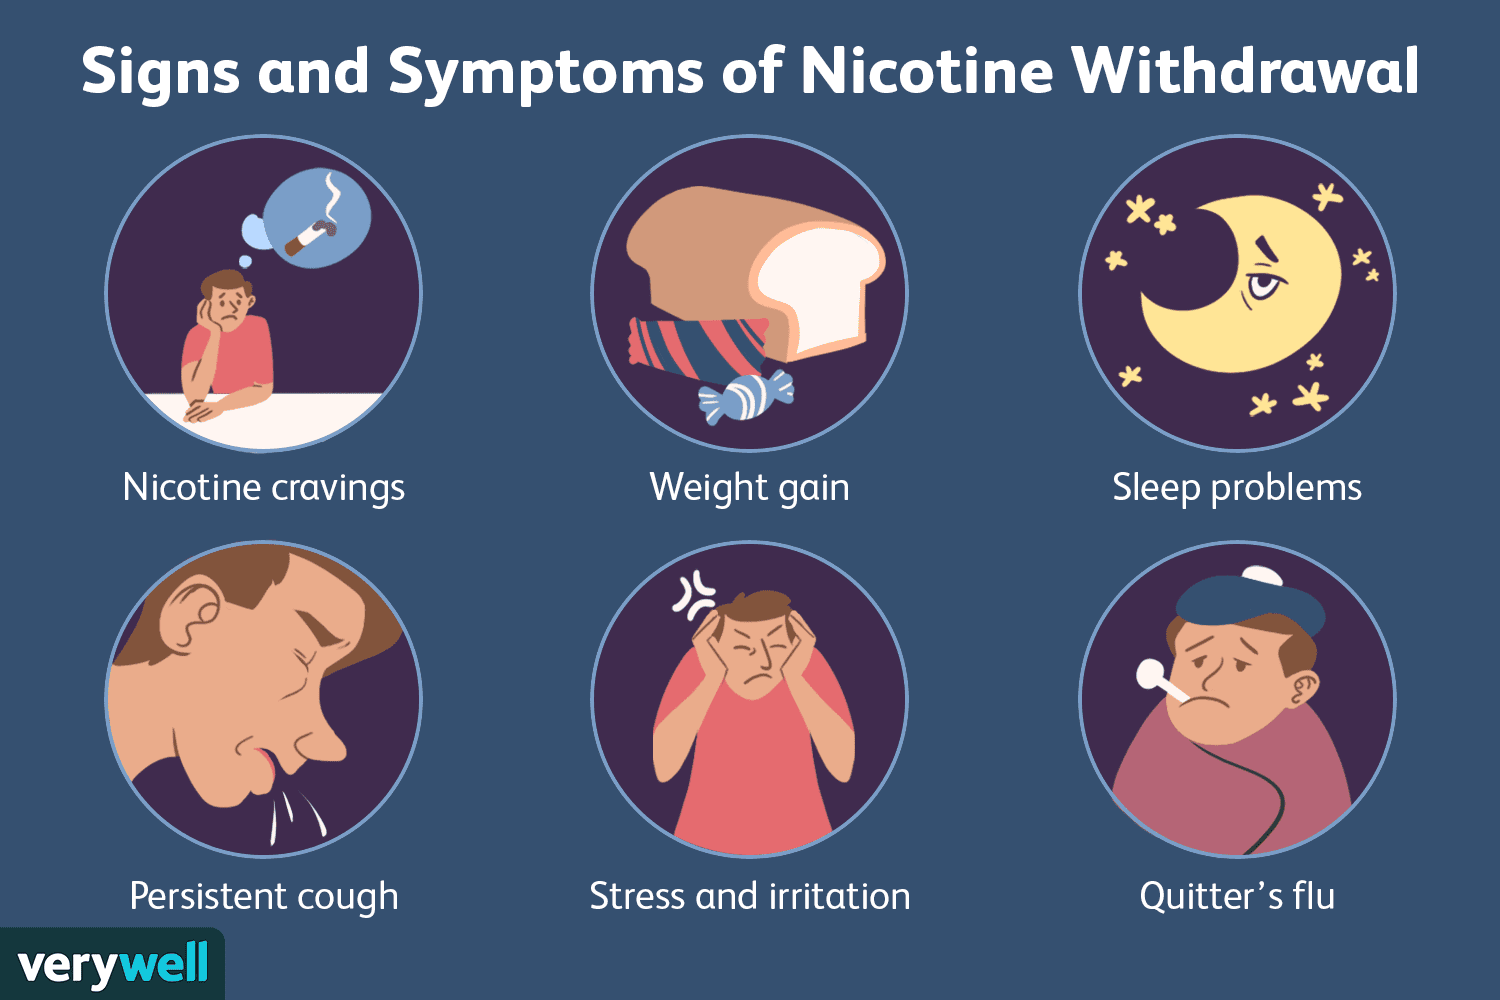 Signs and Symptoms of Nicotine Withdrawal
Nicotine cravings
Weight gain
Sleep problems
Persistent cough
Stress and irritation
Quitter’s flu
verywell